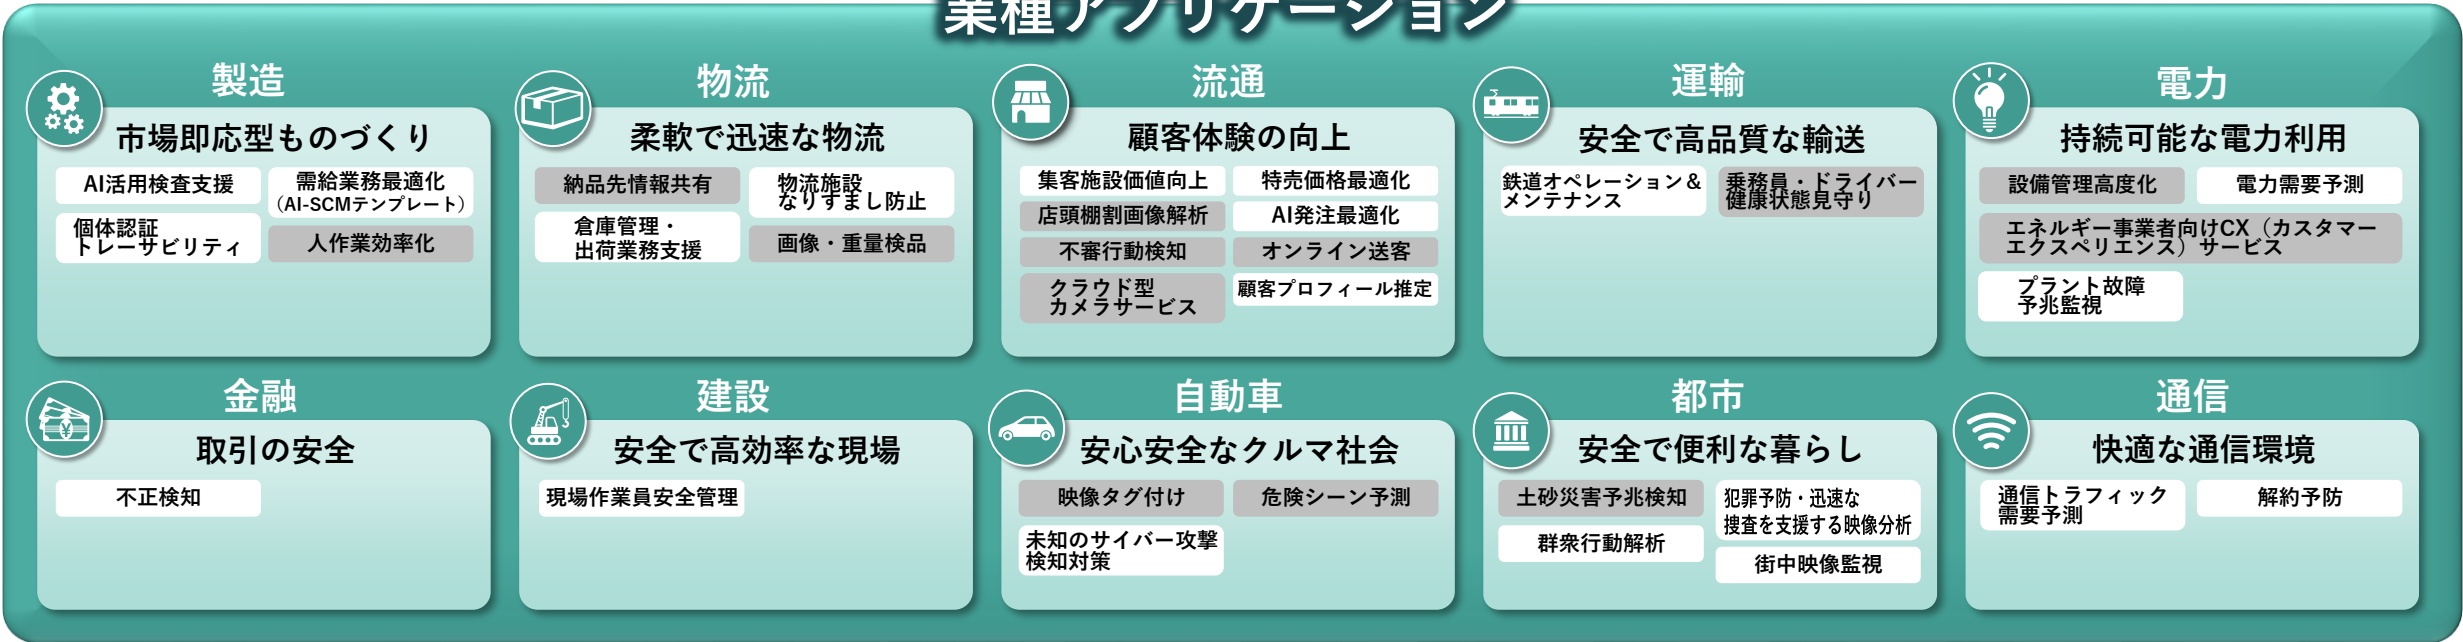 業種アプリケーション
製造
市場即応型ものづくり
AI活用検査支援
需給業務最適化
（AI-SCMテンプレート）
個体認証
トレーサビリティ
人作業効率化
物流
柔軟で迅速な物流
納品先情報共有
物流施設
なりすまし防止
倉庫管理・
出荷業務支援
画像・重量検品
流通
顧客体験の向上
集客施設価値向上
特売価格最適化
店頭棚割画像解析
AI発注最適化
不審行動検知
オンライン送客
クラウド型
カメラサービス
顧客プロフィール推定
運輸
安全で高品質な輸送
鉄道オペレーション＆
メンテナンス
乗務員・ドライバー
健康状態見守り
電力
持続可能な電力利用
設備管理高度化
電力需要予測
エネルギー事業者向けCX（カスタマー
エクスペリエンス）サービス
プラント故障
予兆監視
金融
取引の安全
不正検知
建設
安全で高効率な現場
現場作業員安全管理
自動車
安心安全なクルマ社会
映像タグ付け
危険シーン予測
未知のサイバー攻撃
検知対策
都市
安全で便利な暮らし
土砂災害予兆検知
犯罪予防・迅速な
捜査を支援する映像分析
群衆行動解析
街中映像監視
通信
快適な通信環境
通信トラフィック
需要予測
解約予防